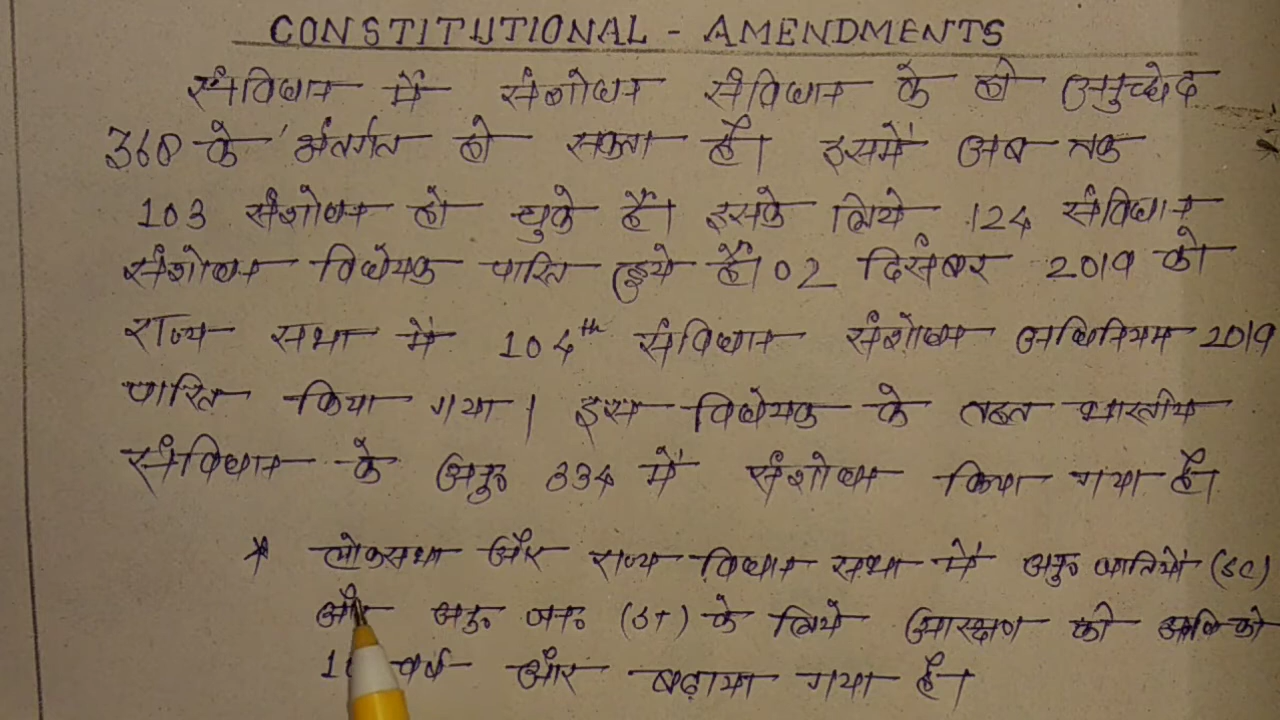 CONSTITUTIONAL - AMENDMENTS
संविधान में संशोधन संविधान के ही अनुच्छेद
368 के अंतर्गत हो सकता है। इसमें अब तक
103 संशोधन हो चुके हैं। इसके लिये 124 संविधान
संशोधन विधेयक पारित हुये हैं। 02 दिसंबर 2019 को
राज्य सभा में 104th संविधान संशोधन अधिनियम 2019
पारित किया गया। इस विधेयक के तहत भारतीय
संविधान के अनु० 334 में संशोधन किया गया है।
* लोकसभा और राज्य विधान सभा में अनु० जातियों (SC)
और अनु० जन० (ST) के लिये आरक्षण की अवधि को
10 वर्ष और बढ़ाया गया है।